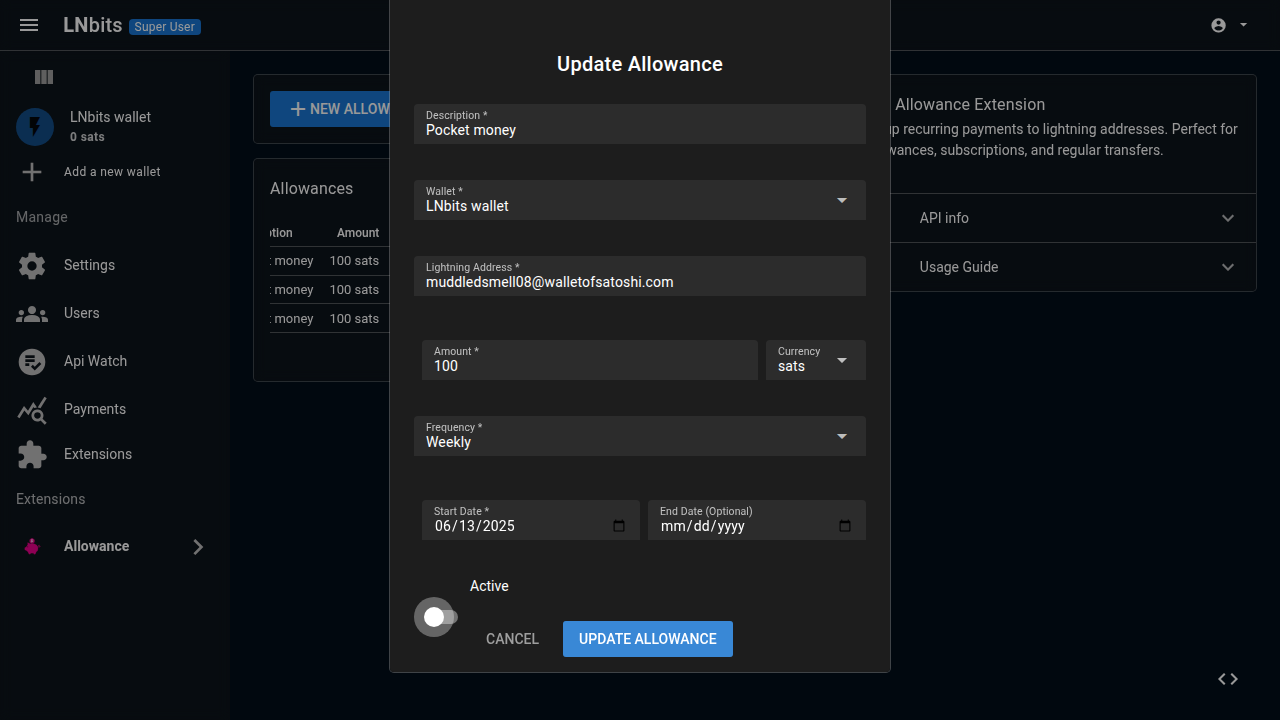 LNbits Super User
LNbits wallet
0 sats
Add a new wallet
Manage
Settings
Users
Api Watch
Payments
Extensions
Extensions
Allowance
NEW ALLOW
Allowances
Amount
money 100 sats
money 100 sats
money 100 sats
Update Allowance
Description *
Pocket money
Wallet *
LNbits wallet
Lightning Address *
muddledsmell08@walletofsatoshi.com
Amount *
100
Currency
sats
Frequency *
Weekly
Start Date *
06/13/2025
End Date (Optional)
mm/dd/yyyy
Active
CANCEL
UPDATE ALLOWANCE
Allowance Extension
up recurring payments to lightning addresses. Perfect for
wances, subscriptions, and regular transfers.
API info
Usage Guide